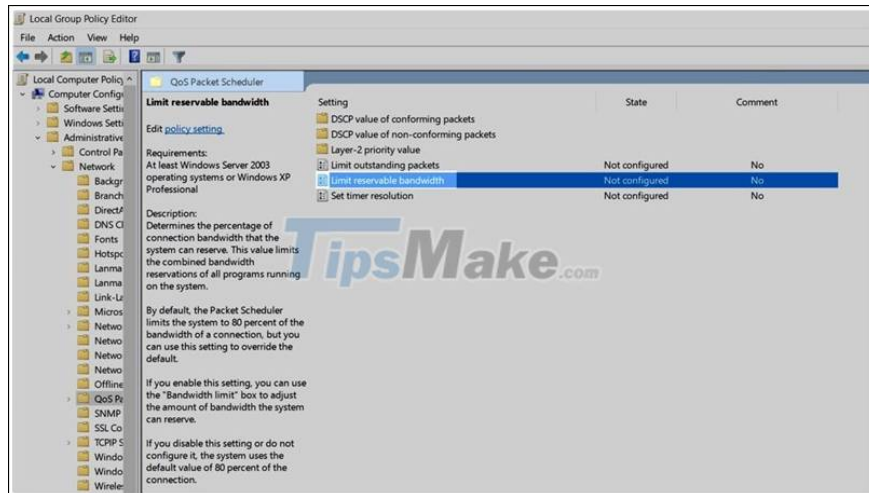 Local Group Policy Editor
File Action View Help
Local Computer Policy
QoS Packet Scheduler
Computer Configu
Software Settin
Windows Setti
Administrative
Control Pa
Network
Backgr
Branch
DirectA
DNS Cl
Fonts
Hotspo
Lanma
Lanma
Link-La
Micros
Netwo
Netwo
Netwo
Netwo
Offline
QoS Pa
SNMP
SSL Co
TCPIP S
Windo
Windo
Wireles
Limit reservable bandwidth
Edit policy setting
Requirements:
At least Windows Server 2003
operating systems or Windows XP
Professional
Description:
Determines the percentage of
connection bandwidth that the
system can reserve. This value limits
the combined bandwidth
reservations of all programs running
on the system.
By default, the Packet Scheduler
limits the system to 80 percent of the
bandwidth of a connection, but you
can use this setting to override the
default.
If you enable this setting, you can use
the "Bandwidth limit" box to adjust
the amount of bandwidth the system
can reserve.
If you disable this setting or do not
configure it, the system uses the
default value of 80 percent of the
connection.
Setting State Comment
DSCP value of conforming packets
DSCP value of non-conforming packets
Layer-2 priority value
Limit outstanding packets Not configured No
Limit reservable bandwidth Not configured No
Set timer resolution Not configured No
TipsMake.com